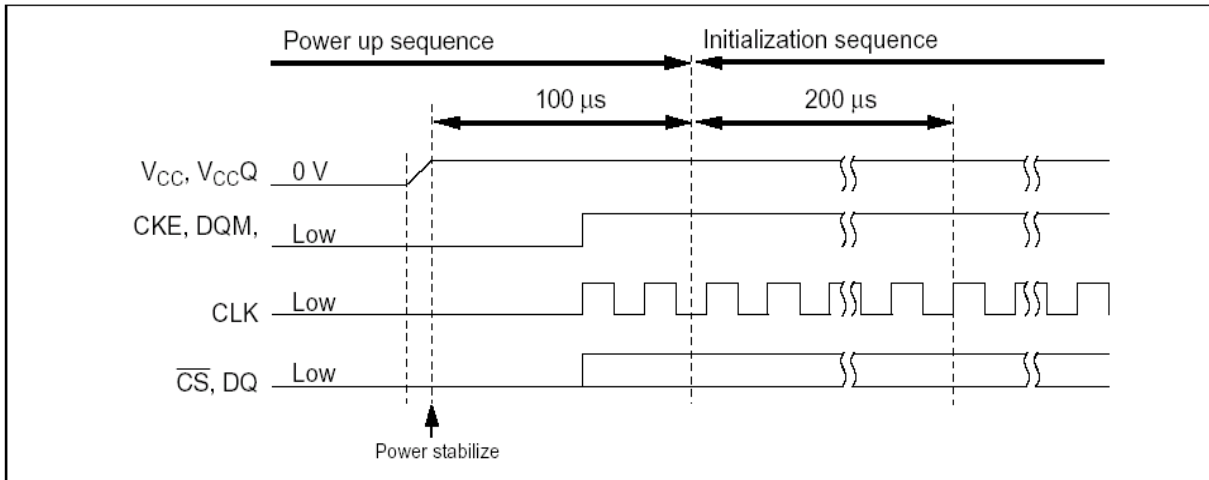 Power up sequence
Initialization sequence
100 μs
200 μs
VCC, VCCQ
0 V
CKE, DQM,
Low
CLK
Low
CS, DQ
Low
Power stabilize